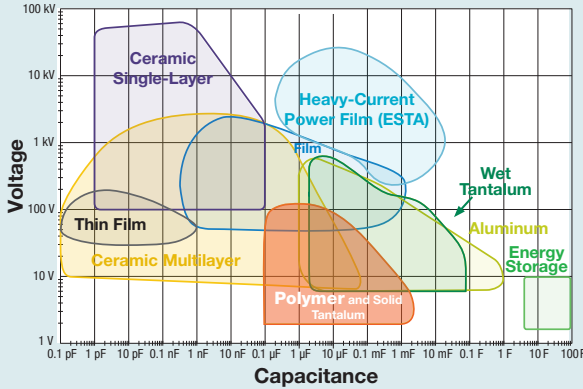 100 kV
10 kV
1 kV
100 V
10 V
1 V
Voltage
Ceramic
Single-Layer
Heavy-Current
Power Film (ESTA)
Film
Wet
Tantalum
Thin Film
Aluminum
Ceramic Multilayer
Energy
Storage
Polymer and Solid
Tantalum
0.1 pF 1 pF 10 pF 0.1 nF 1 nF 10 nF 0.1 µF 1 µF 10 µF 0.1 mF 1 mF 10 mF 0.1 F 1 F 10 F 100F
Capacitance